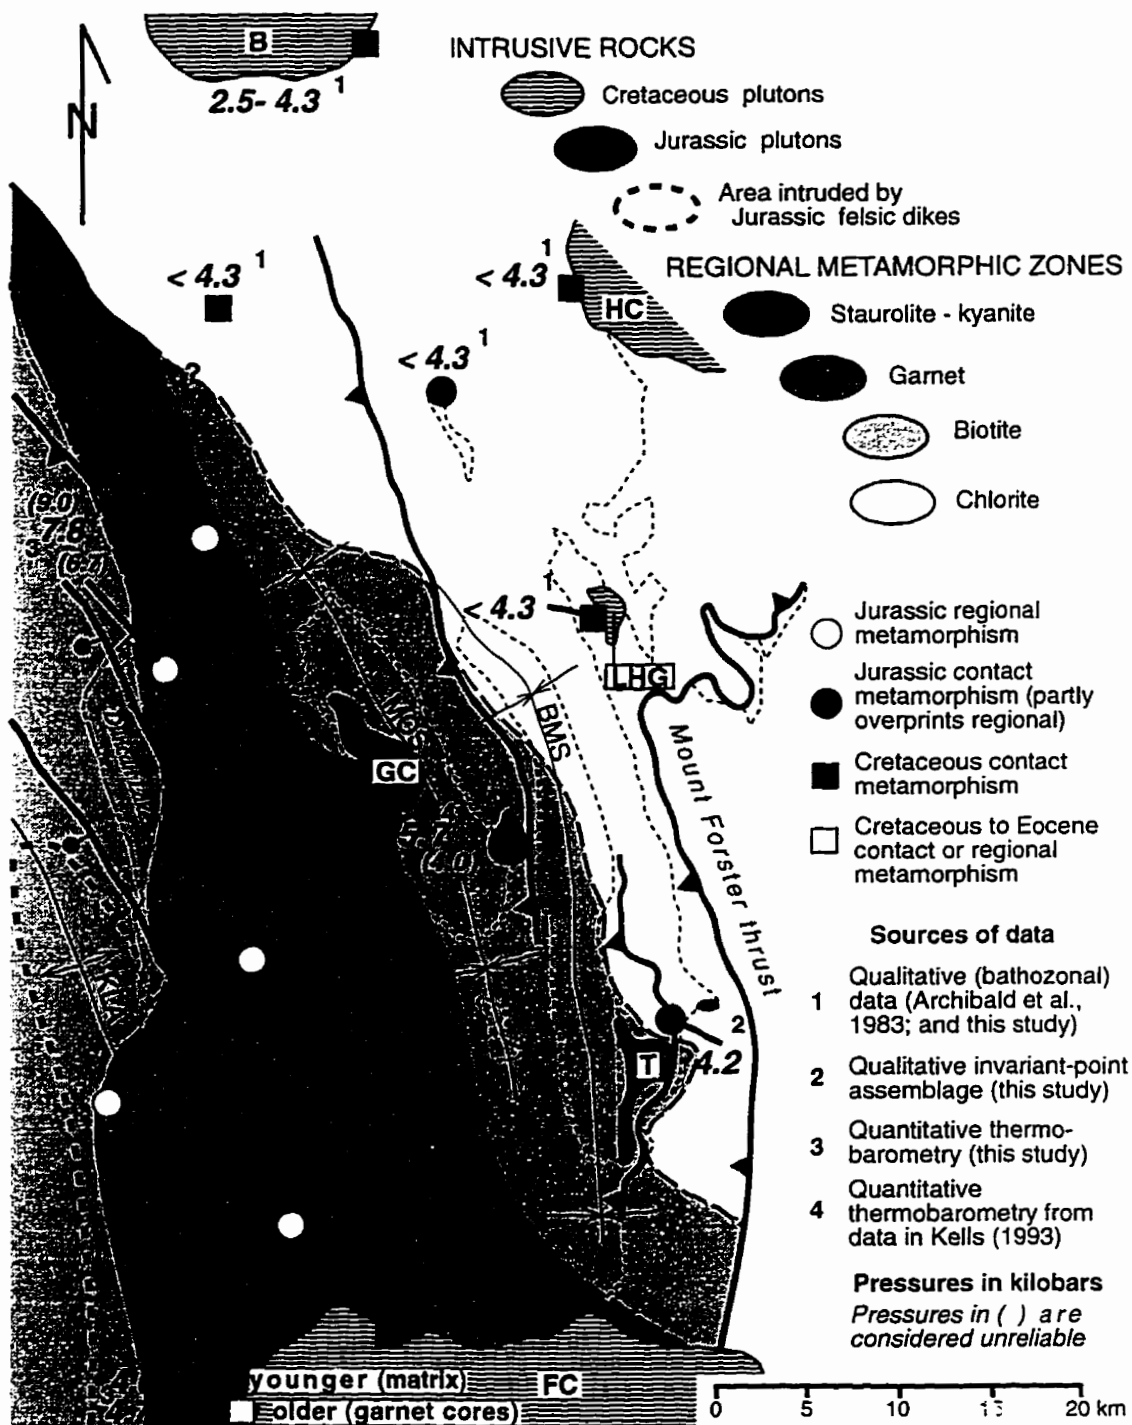 B
2.5- 4.3 1
N
INTRUSIVE ROCKS
Cretaceous plutons
Jurassic plutons
Area intruded by
Jurassic felsic dikes
REGIONAL METAMORPHIC ZONES
Staurolite - kyanite
Garnet
Biotite
Chlorite
< 4.3 1
< 4.3 1
HC
< 4.3 1
?
(9.0)
7.8
< 4.3 1
LHG
BMS
GC
Mount Forster thrust
2
4.2
T
Jurassic regional
metamorphism
Jurassic contact
metamorphism (partly
overprints regional)
Cretaceous contact
metamorphism
Cretaceous to Eocene
contact or regional
metamorphism
Sources of data
1 Qualitative (bathozonal)
data (Archibald et al.,
1983; and this study)
2 Qualitative invariant-point
assemblage (this study)
3 Quantitative thermo-
barometry (this study)
4 Quantitative
thermobarometry from
data in Kells (1993)
Pressures in kilobars
Pressures in ( ) are
considered unreliable
younger (matrix)
older (garnet cores)
FC
0 5 10 15 20 km